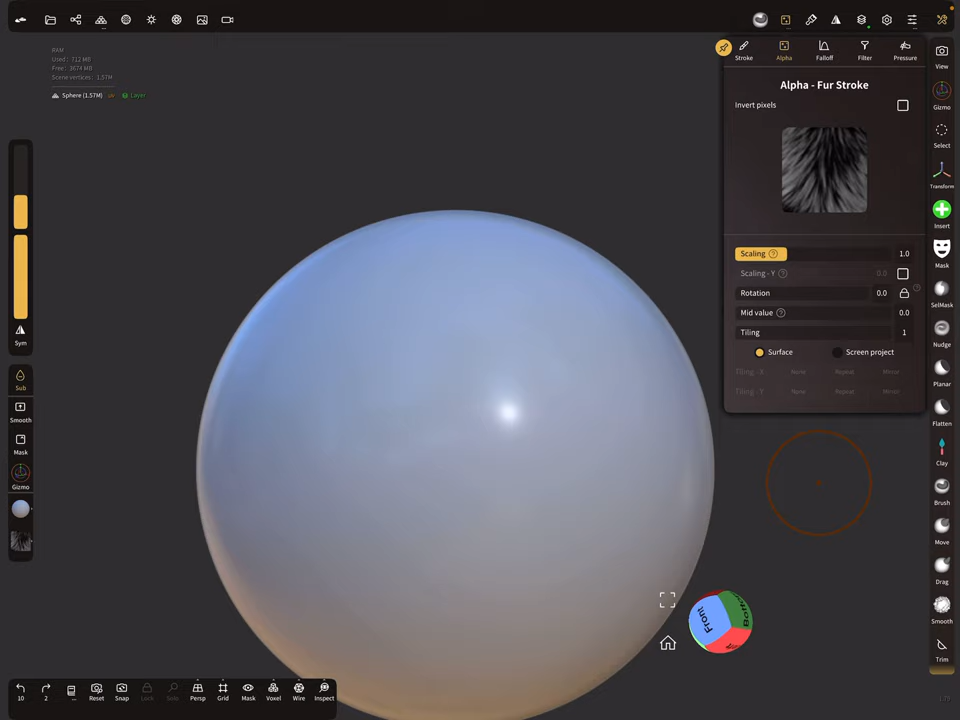 RAM
Used: 712 MB
Free: 3674 MB
Scene vertices: 1.57M
Sphere (1.57M) uv Layer
Stroke
Alpha
Falloff
Filter
Pressure
Alpha - Fur Stroke
Invert pixels
Scaling ? 1.0
Scaling - Y ? 0.0
Rotation 0.0
Mid value ? 0.0
Tiling 1
Surface Screen project
Tiling - X None Repeat Mirror
Tiling - Y None Repeat Mirror
View
Gizmo
Select
Transform
Insert
Mask
SelMask
Nudge
Planar
Flatten
Clay
Brush
Move
Drag
Smooth
Trim
Sym
Sub
Smooth
Mask
Gizmo
Front
Bottom
10
2
...
Reset
Snap
Lock
Solo
Persp
Grid
Mask
Voxel
Wire
Inspect